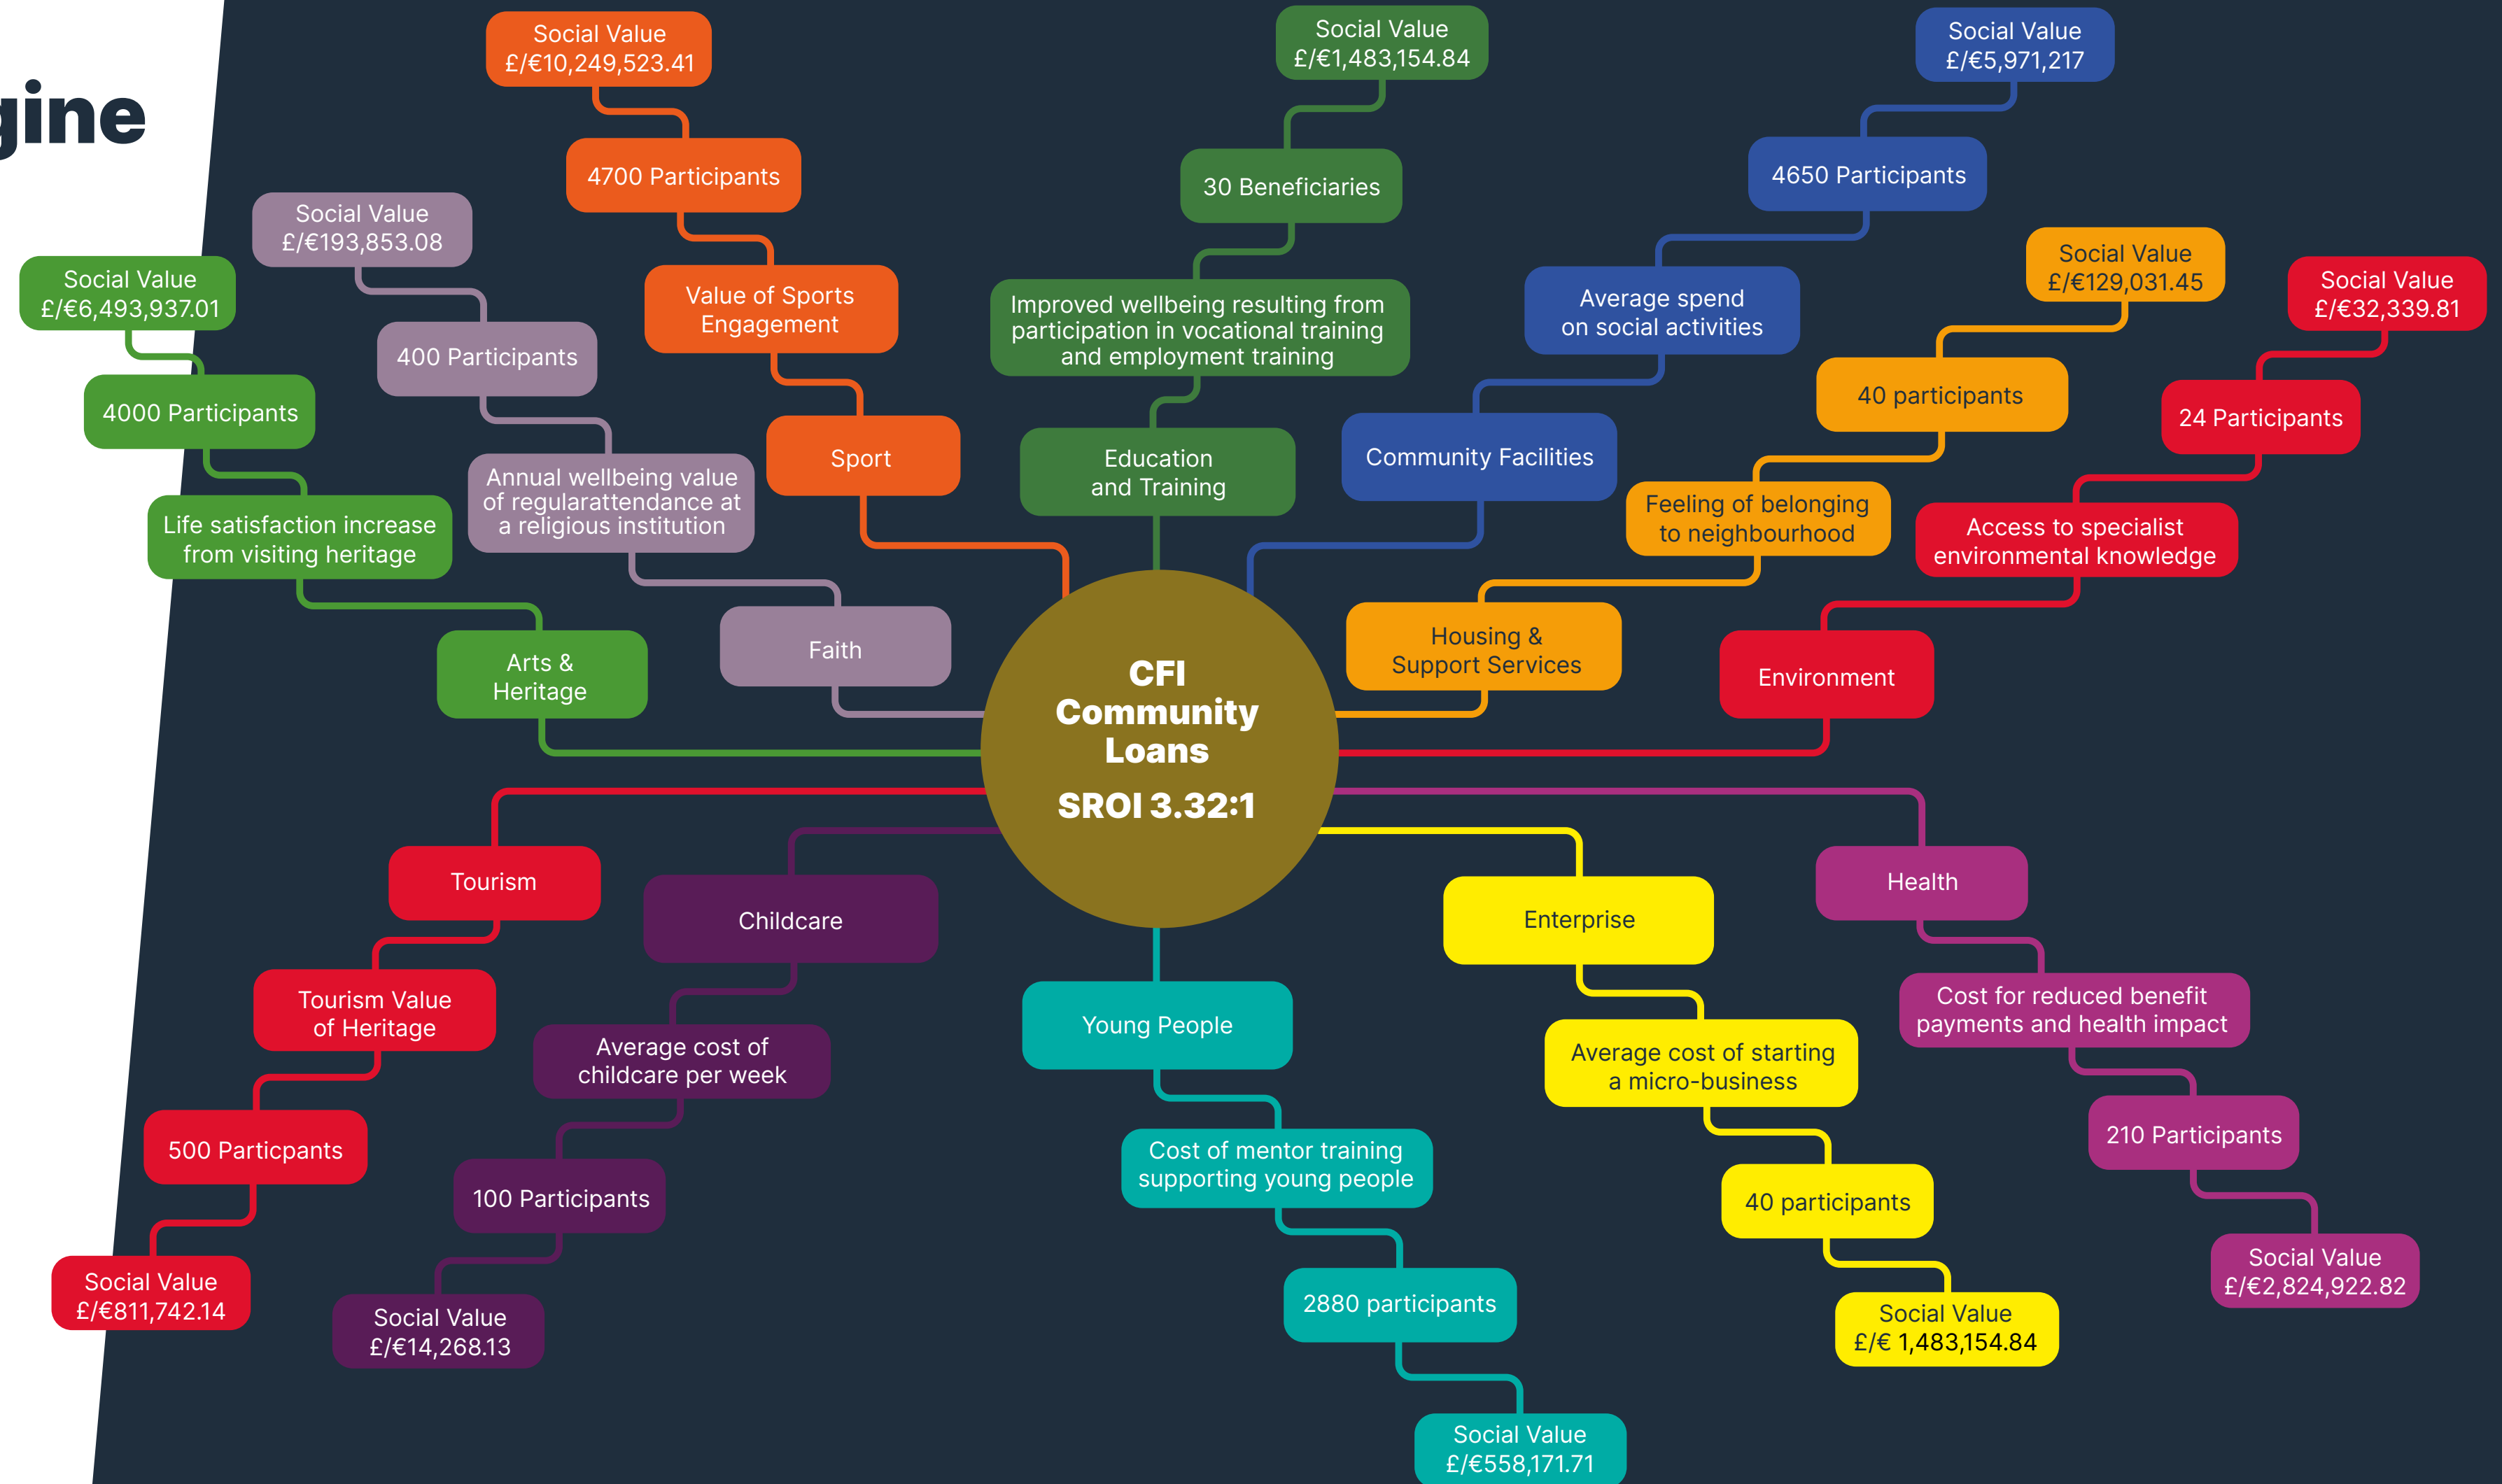 gine
Social Value
£/€10,249,523.41
4700 Participants
Value of Sports
Engagement
Sport
Social Value
£/€1,483,154.84
30 Beneficiaries
Improved wellbeing resulting from
participation in vocational training
and employment training
Education
and Training
Social Value
£/€5,971,217
4650 Participants
Average spend
on social activities
Community Facilities
Social Value
£/€193,853.08
400 Participants
Annual wellbeing value
of regularattendance at
a religious institution
Faith
Social Value
£/€6,493,937.01
4000 Participants
Life satisfaction increase
from visiting heritage
Arts &
Heritage
Social Value
£/€129,031.45
40 participants
Feeling of belonging
to neighbourhood
Housing &
Support Services
Social Value
£/€32,339.81
24 Participants
Access to specialist
environmental knowledge
Environment
CFI
Community
Loans
SROI 3.32:1
Tourism
Tourism Value
of Heritage
500 Particpants
Social Value
£/€811,742.14
Childcare
Average cost of
childcare per week
100 Participants
Social Value
£/€14,268.13
Young People
Cost of mentor training
supporting young people
2880 participants
Social Value
£/€558,171.71
Enterprise
Average cost of starting
a micro-business
40 participants
Social Value
£/€ 1,483,154.84
Health
Cost for reduced benefit
payments and health impact
210 Participants
Social Value
£/€2,824,922.82